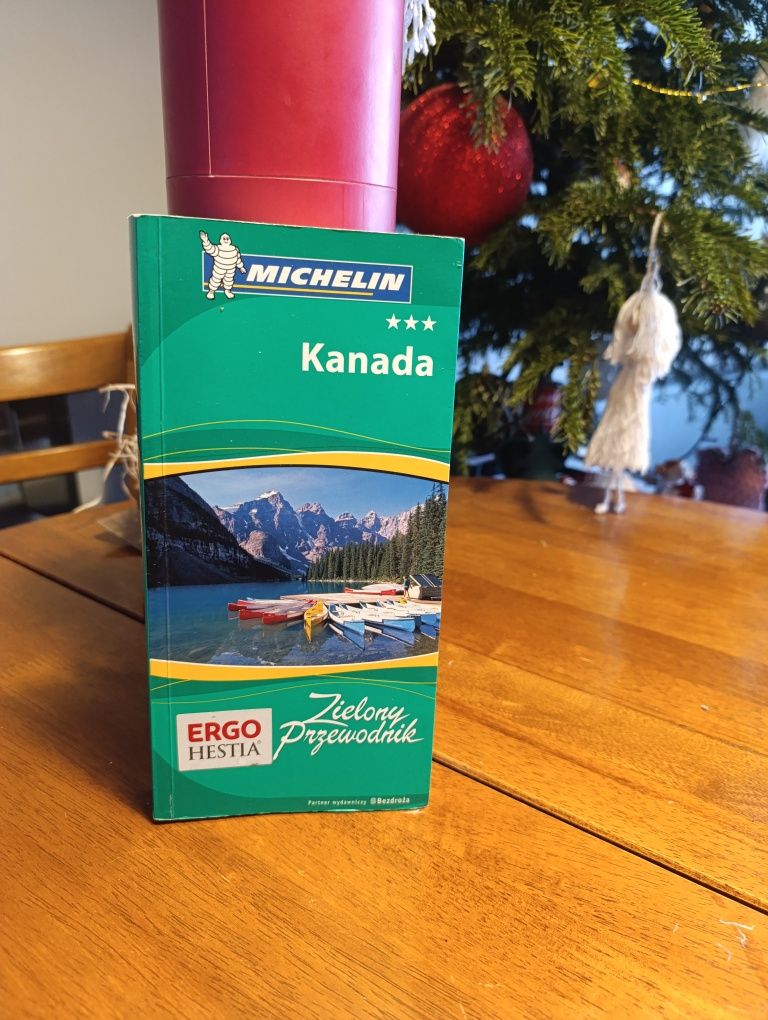 MICHELIN
★★★
Kanada
ERGO
HESTIA®
Zielony
Przewodnik
Partner wydawniczy Bezdroża